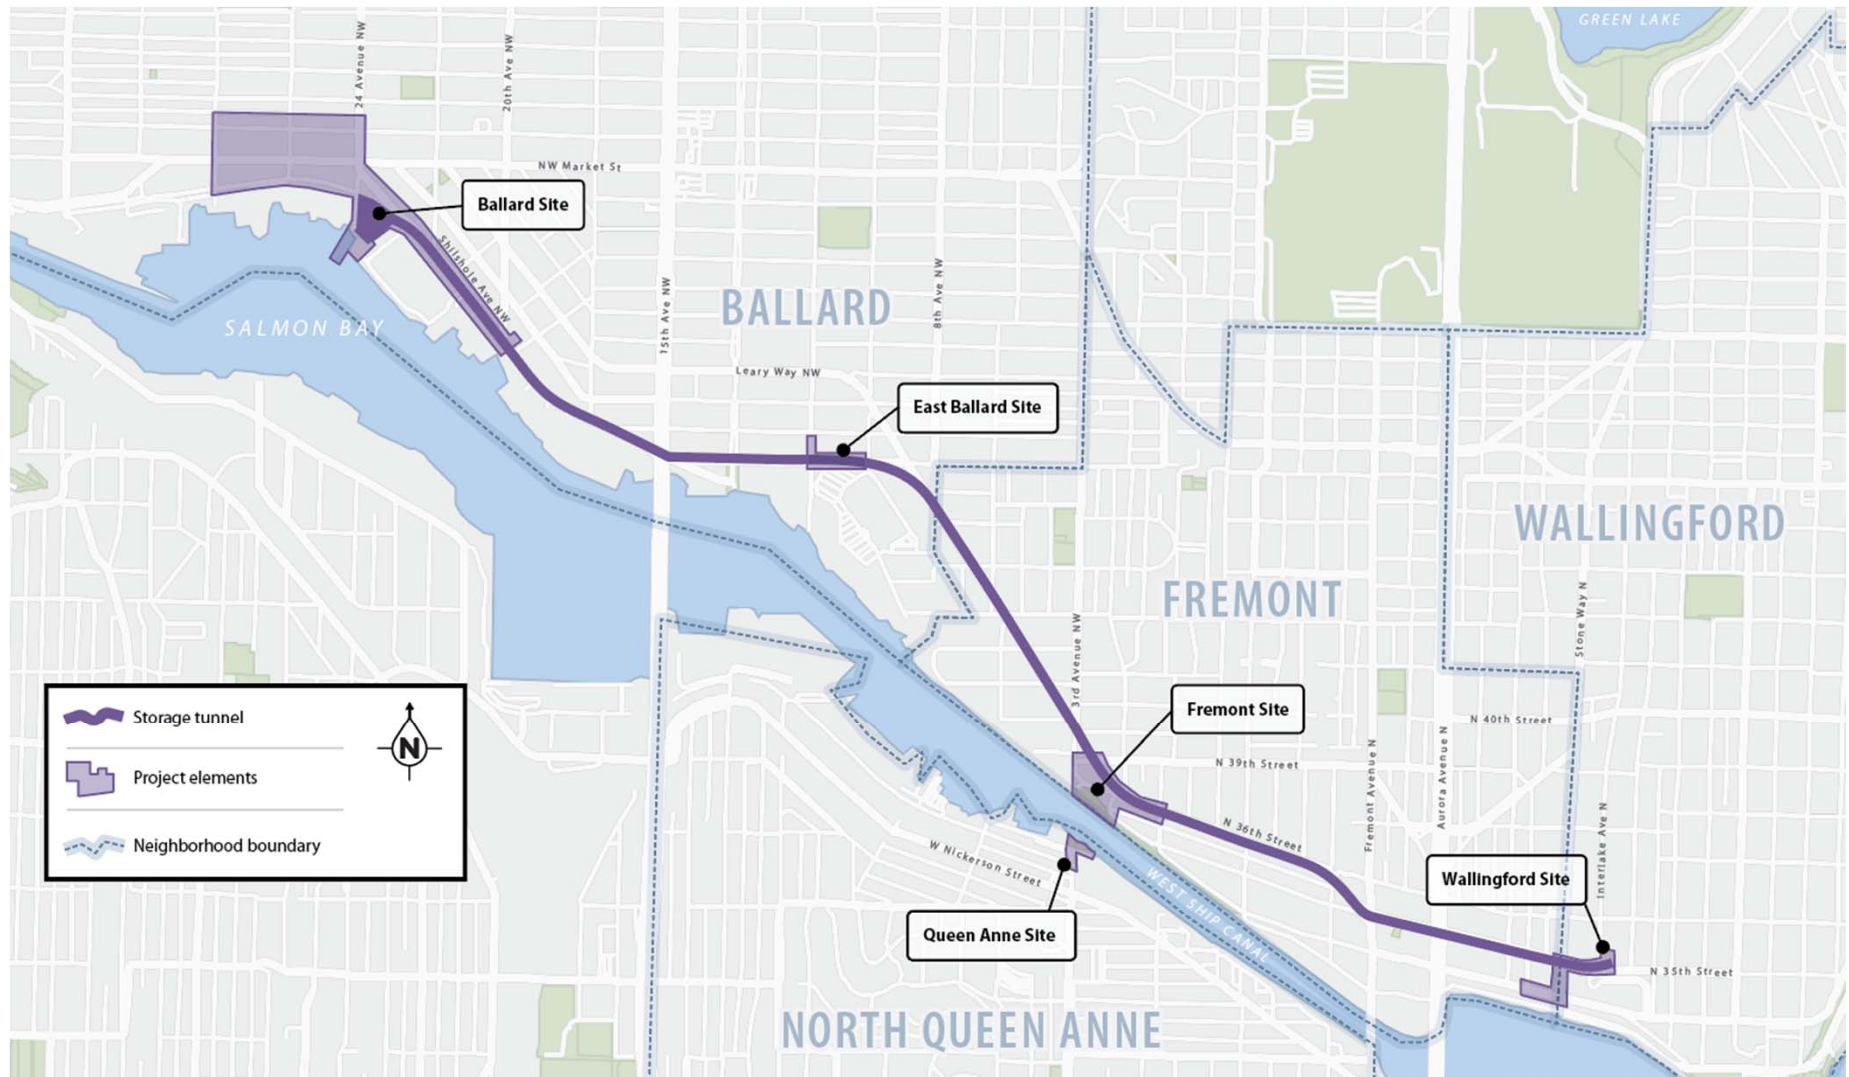 GREEN LAKE
24 Avenue NW
20th Ave NW
NW Market St
Ballard Site
Shilshole Ave NW
15th Ave NW
8th Ave NW
BALLARD
SALMON BAY
Leary Way NW
East Ballard Site
WALLINGFORD
FREMONT
Stone Way N
3rd Avenue NW
Fremont Site
N 40th Street
N 39th Street
Fremont Avenue N
Aurora Avenue N
Interlake Ave N
N 36th Street
W Nickerson Street
WEST SHIP CANAL
Wallingford Site
Queen Anne Site
N 35th Street
NORTH QUEEN ANNE
Storage tunnel
N
Project elements
Neighborhood boundary